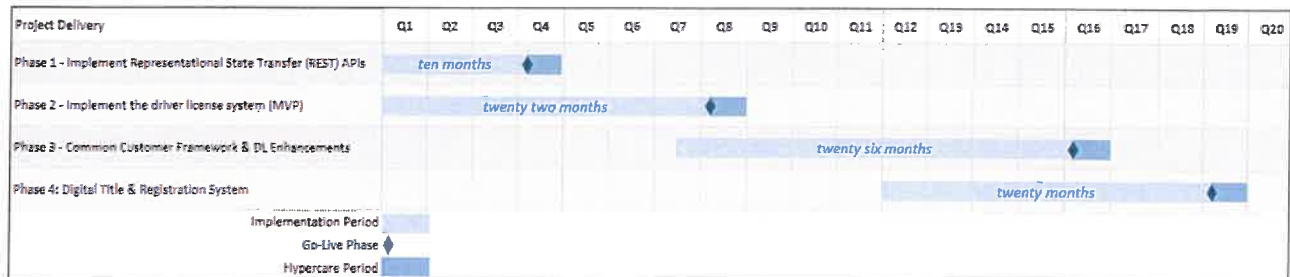 Project Delivery Q1 Q2 Q3 Q4 Q5 Q6 Q7 Q8 Q9 Q10 Q11 Q12 Q13 Q14 Q15 Q16 Q17 Q18 Q19 Q20
Phase 1 - Implement Representational State Transfer (REST) APIs ten months
Phase 2 - Implement the driver license system (MVP) twenty two months
Phase 3 - Common Customer Framework & DL Enhancements twenty six months
Phase 4: Digital Title & Registration System twenty months
Implementation Period
Go-Live Phase
Hypercare Period